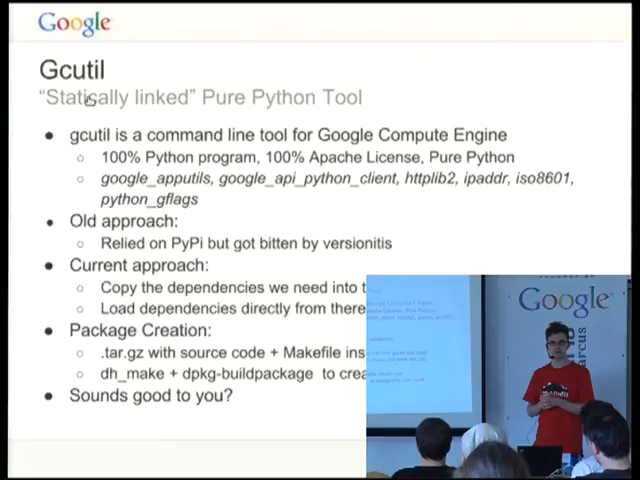 Google
Gcutil
"Statically linked" Pure Python Tool
gcutil is a command line tool for Google Compute Engine
100% Python program, 100% Apache License, Pure Python
google_apputils, google_api_python_client, httplib2, ipaddr, iso8601,
python_gflags
Old approach:
Relied on PyPi but got bitten by versionitis
Current approach:
Copy the dependencies we need into
Load dependencies directly from there
Package Creation:
.tar.gz with source code + Makefile
dh_make + dpkg-buildpackage to
Sounds good to you?
Google